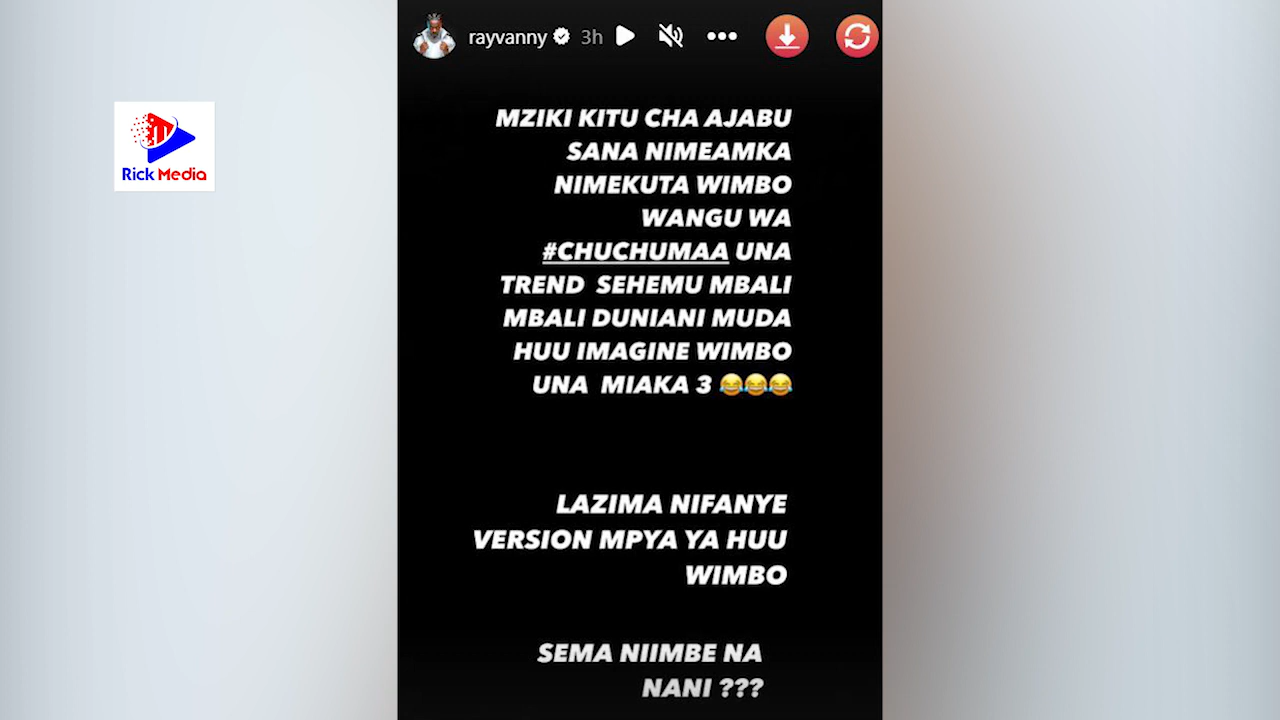 rayvanny 3h
Rick Media
MZIKI KITU CHA AJABU
SANA NIMEAMKA
NIMEKUTA WIMBO
WANGU WA
#CHUCHUMAA UNA
TREND SEHEMU MBALI
MBALI DUNIANI MUDA
HUU IMAGINE WIMBO
UNA MIAKA 3 😂😂😂
LAZIMA NIFANYE
VERSION MPYA YA HUU
WIMBO
SEMA NIIMBE NA
NANI ???